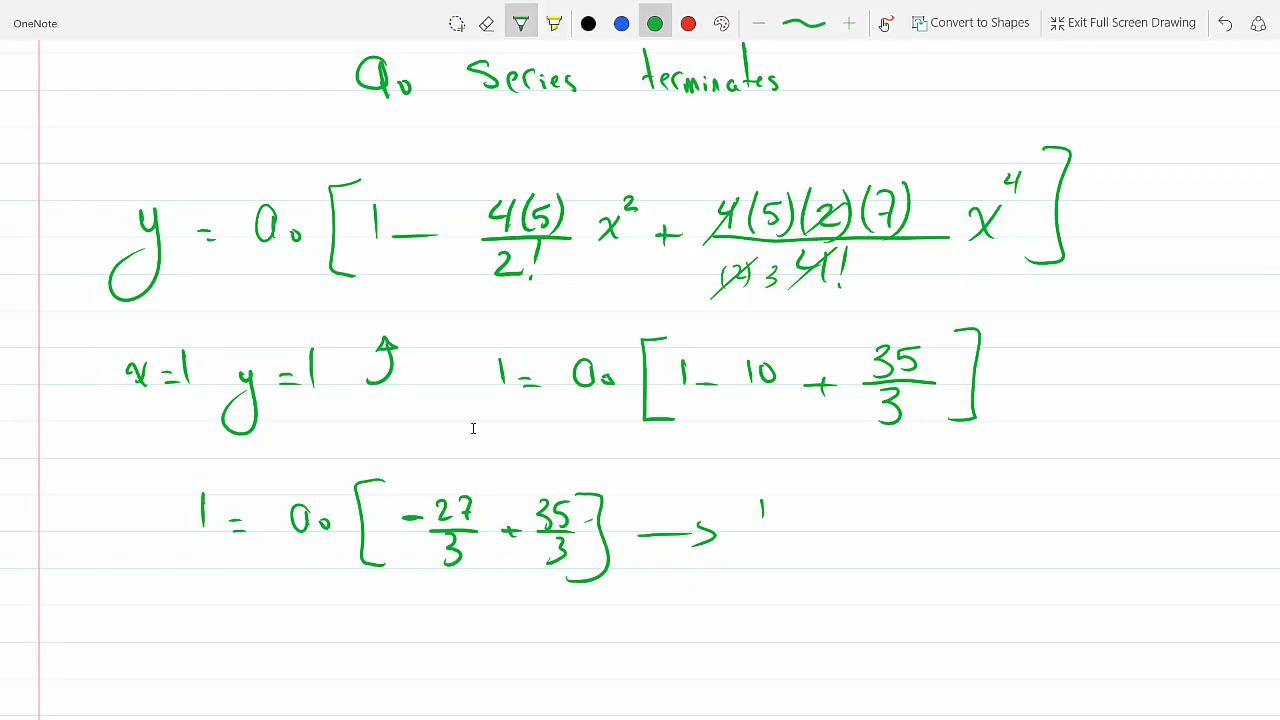 OneNote
Convert to Shapes
Exit Full Screen Drawing
a₀ Series terminates
y = a₀ [ 1 - 4(5)/2! x² + 4(5)(2)(7)/(2) 3 4! x⁴ ]
x=1 y=1 1 = a₀ [ 1 - 10 + 35/3 ]
1 = a₀ [ -27/3 + 35/3 ] → 1